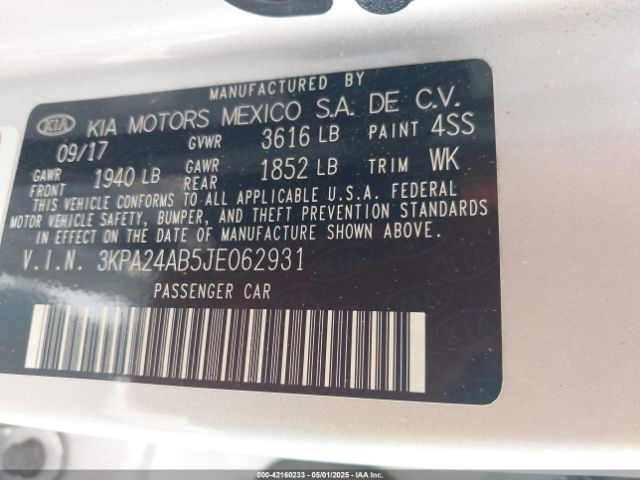 MANUFACTURED BY
KIA KIA MOTORS MEXICO S.A. DE C.V.
09/17 GVWR 3616 LB PAINT 4SS
GAWR FRONT 1940 LB GAWR REAR 1852 LB TRIM WK
THIS VEHICLE CONFORMS TO ALL APPLICABLE U.S.A. FEDERAL
MOTOR VEHICLE SAFETY, BUMPER, AND THEFT PREVENTION STANDARDS
IN EFFECT ON THE DATE OF MANUFACTURE SHOWN ABOVE.
V.I.N. 3KPA24AB5JE062931
PASSENGER CAR
000-42160233 - 05/01/2025 - COPYRIGHT IAA, LLC.